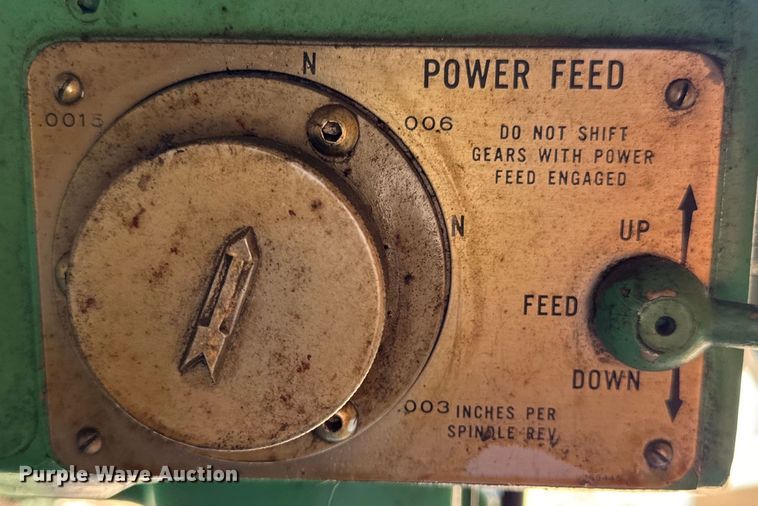 N
POWER FEED
.0015
.006
DO NOT SHIFT
GEARS WITH POWER
FEED ENGAGED
N
UP
FEED
DOWN
.003 INCHES PER
SPINDLE REV.
Purple Wave Auction